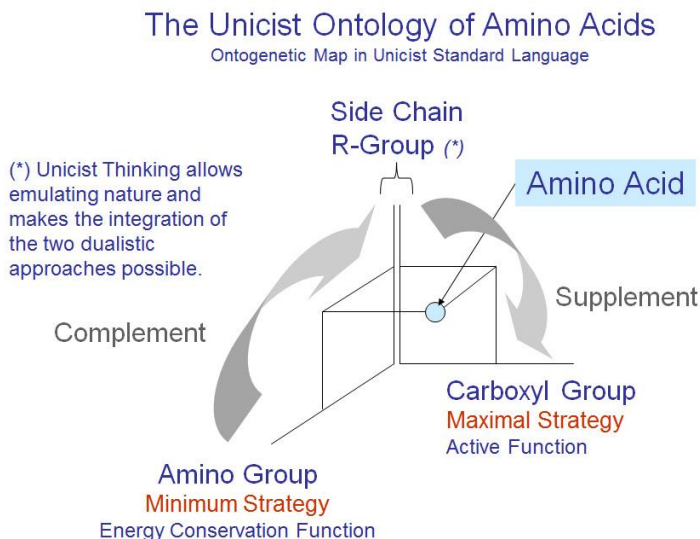 The Unicist Ontology of Amino Acids
Ontogenetic Map in Unicist Standard Language
Side Chain
R-Group (*)
(*) Unicist Thinking allows
emulating nature and
makes the integration of
the two dualistic
approaches possible.
Amino Acid
Complement
Supplement
Carboxyl Group
Maximal Strategy
Active Function
Amino Group
Minimum Strategy
Energy Conservation Function